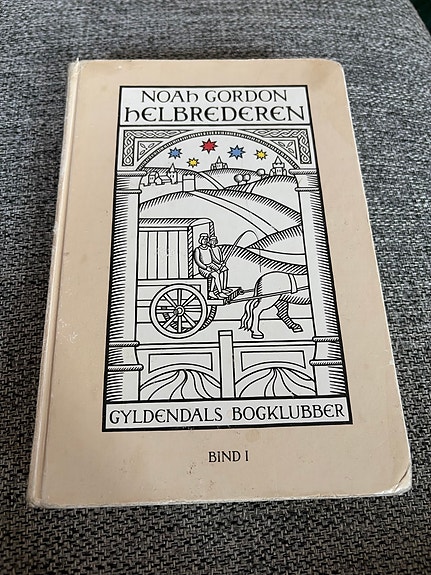 NOAH GORDON
HELBREDEREN
GYLDENDALS BOGKLUBBER
BIND I